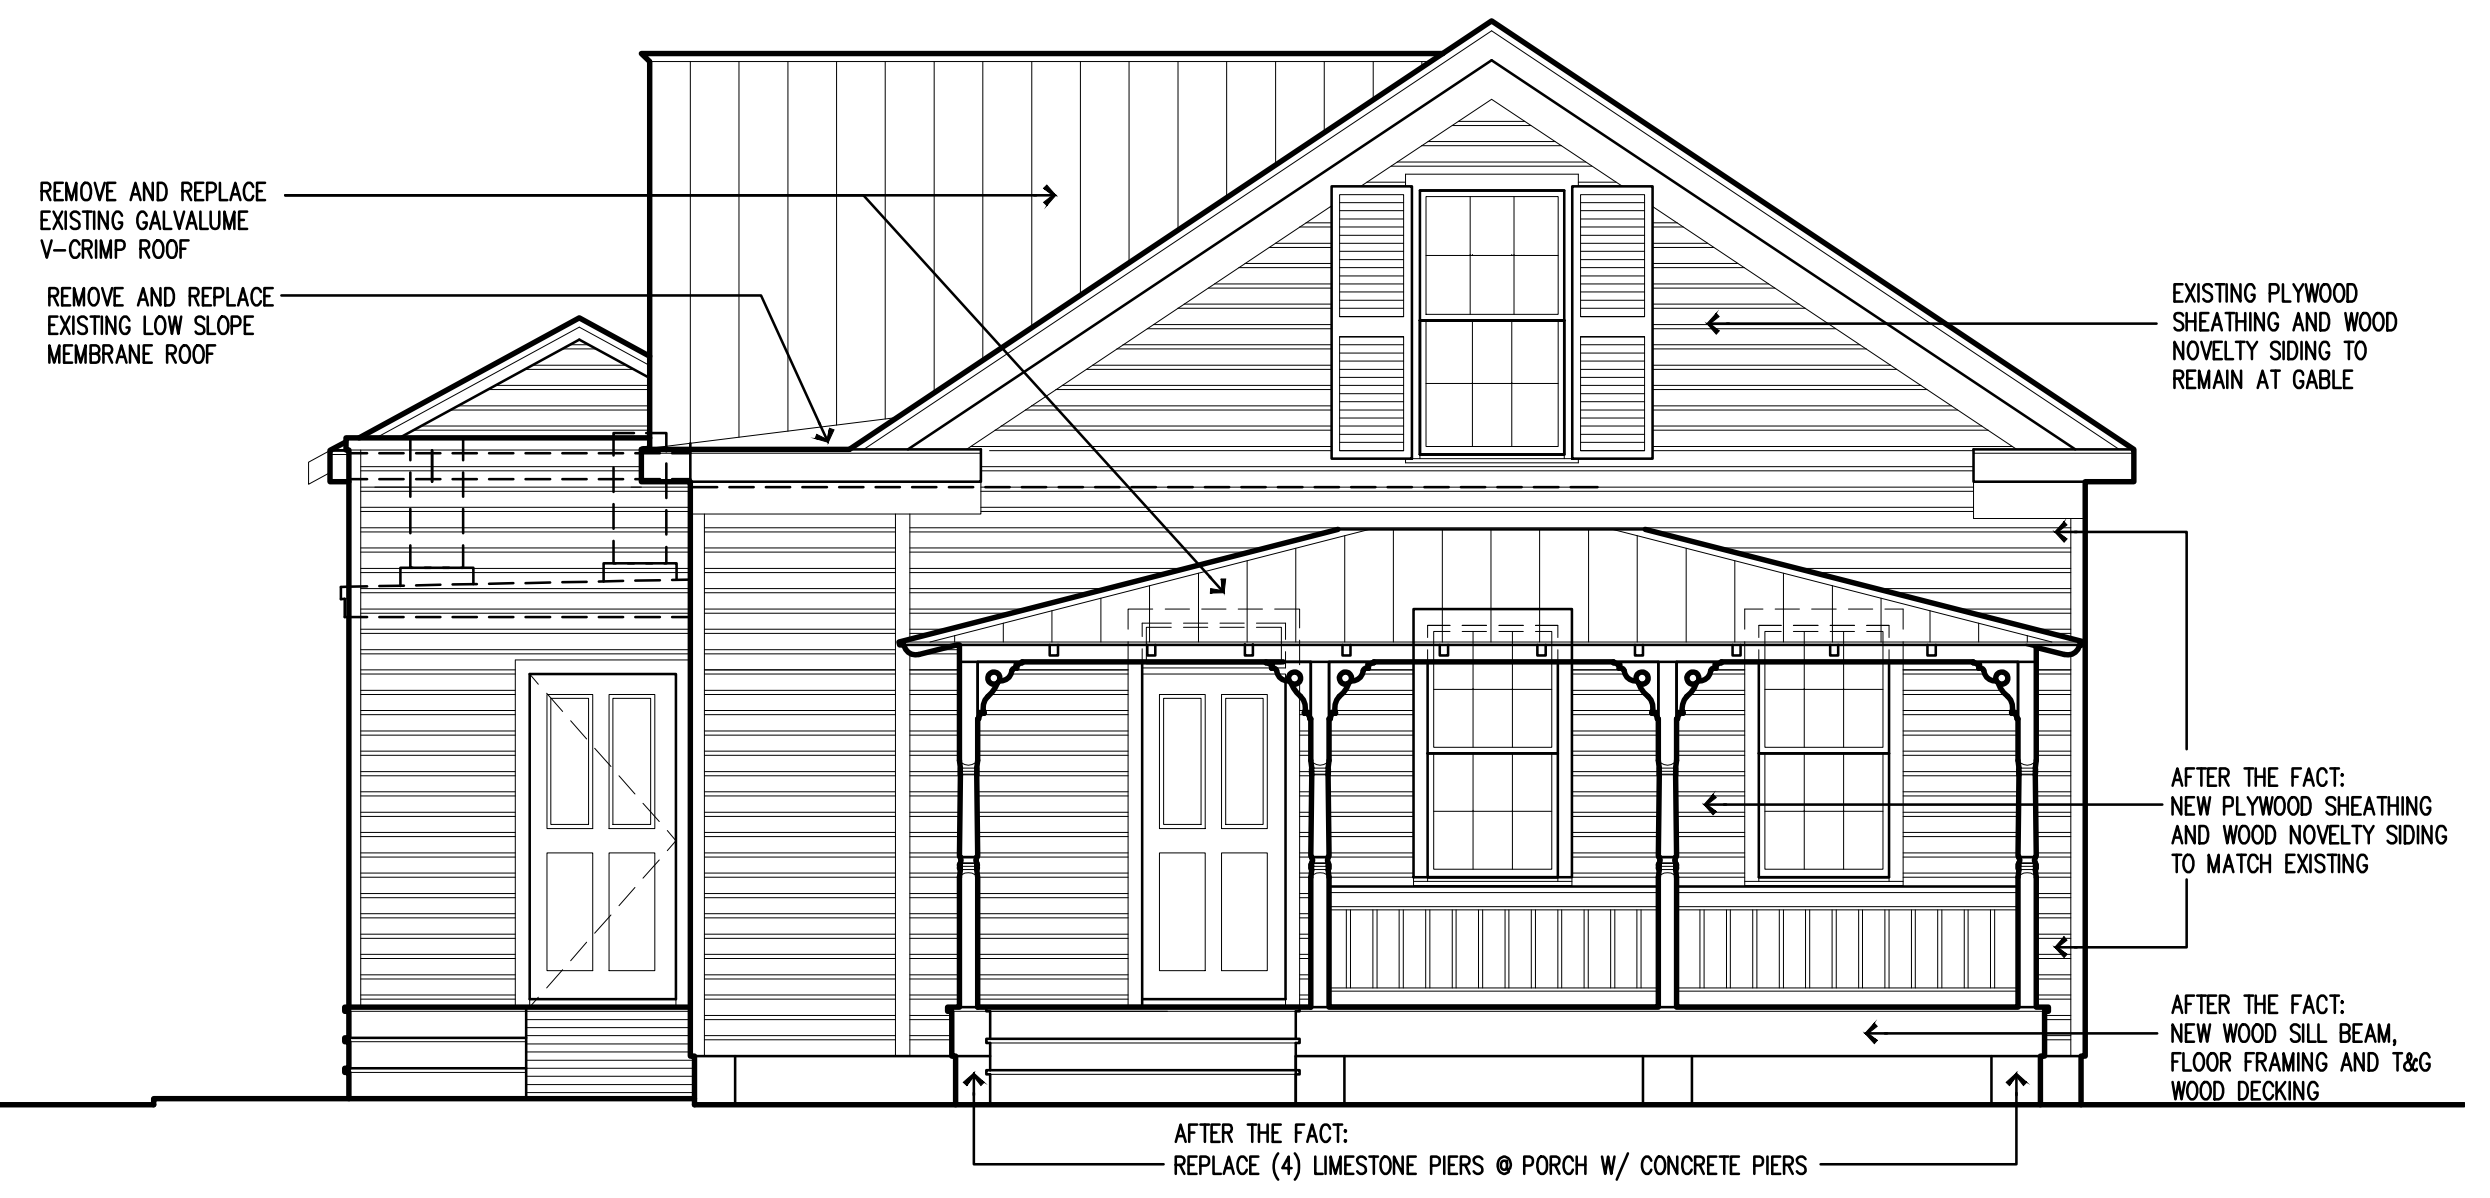 REMOVE AND REPLACE
EXISTING GALVALUME
V-CRIMP ROOF
REMOVE AND REPLACE
EXISTING LOW SLOPE
MEMBRANE ROOF
EXISTING PLYWOOD
SHEATHING AND WOOD
NOVELTY SIDING TO
REMAIN AT GABLE
AFTER THE FACT:
NEW PLYWOOD SHEATHING
AND WOOD NOVELTY SIDING
TO MATCH EXISTING
AFTER THE FACT:
NEW WOOD SILL BEAM,
FLOOR FRAMING AND T&G
WOOD DECKING
AFTER THE FACT:
REPLACE (4) LIMESTONE PIERS @ PORCH W/ CONCRETE PIERS